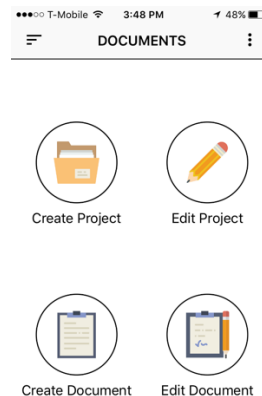 T-Mobile 3:48 PM 48%
DOCUMENTS
Create Project Edit Project
Create Document Edit Document